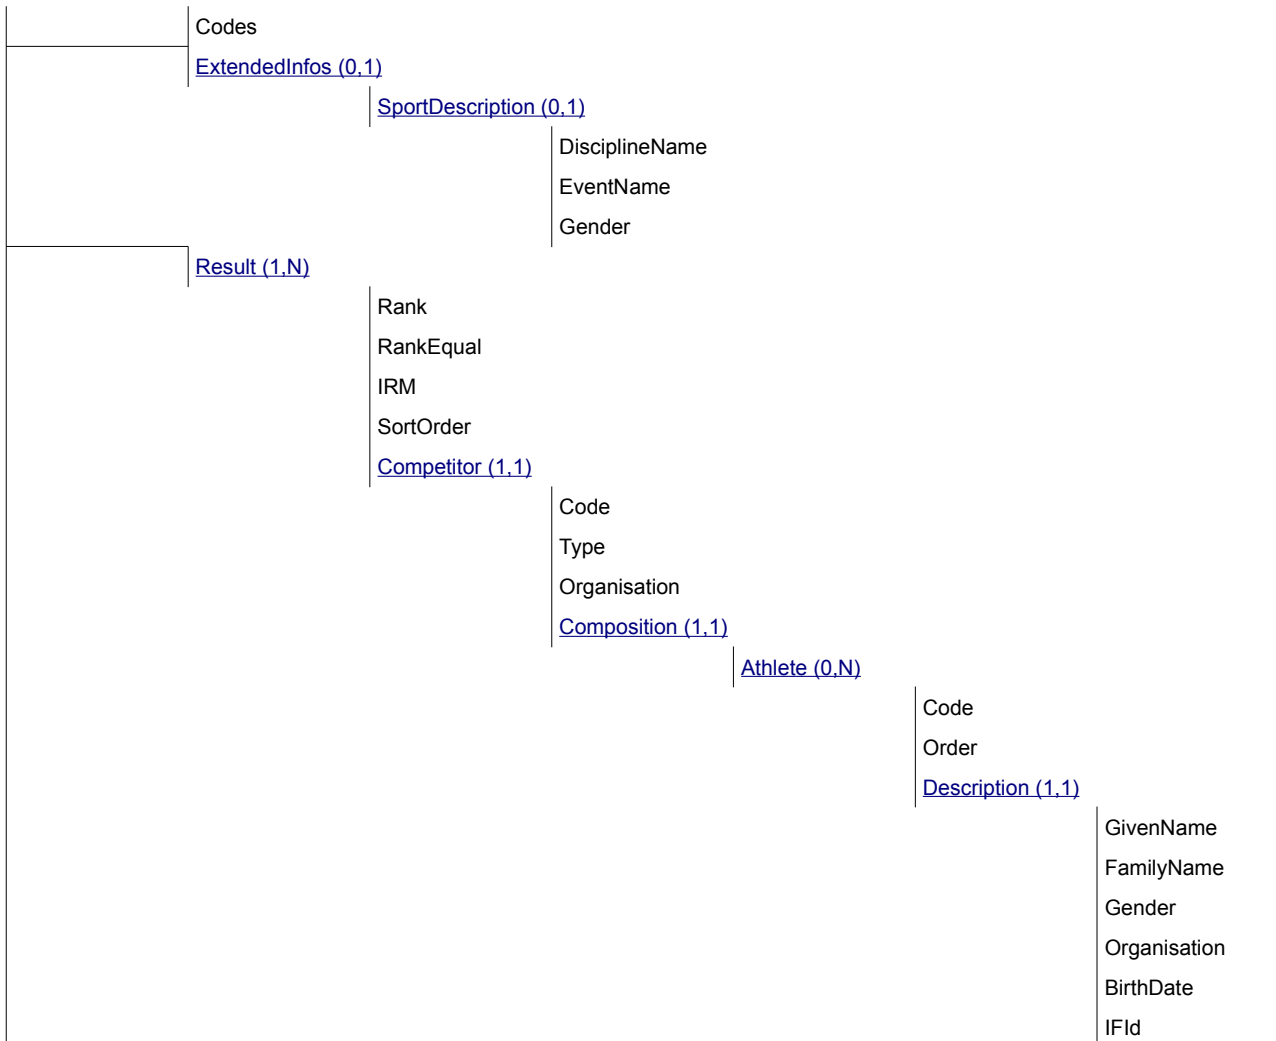 Codes
ExtendedInfos (0,1)
SportDescription (0,1)
DisciplineName
EventName
Gender
Result (1,N)
Rank
RankEqual
IRM
SortOrder
Competitor (1,1)
Code
Type
Organisation
Composition (1,1)
Athlete (0,N)
Code
Order
Description (1,1)
GivenName
FamilyName
Gender
Organisation
BirthDate
IFId